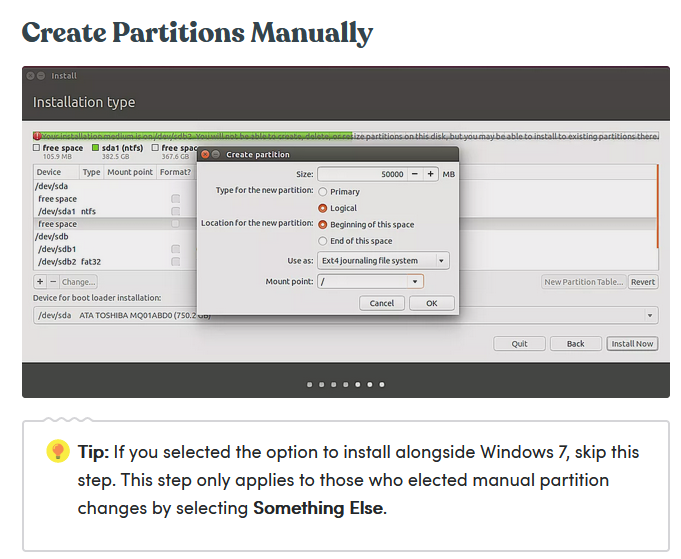 Create Partitions Manually
Install
Installation type
Your installation medium is on /dev/sdb2. You will not be able to create, delete, or resize partitions on this disk, but you may be able to install to existing partitions there.
free space sda1 (ntfs) free space
105.9 MB 382.5 GB 367.6 GB
Create partition
Device Type Mount point Format?
/dev/sda
free space
/dev/sda1 ntfs
free space
/dev/sdb
/dev/sdb1
/dev/sdb2 fat32
Size: 50000 − + MB
Type for the new partition: Primary
Logical
Location for the new partition: Beginning of this space
End of this space
Use as: Ext4 journaling file system
Mount point: /
Cancel OK
+ − Change... New Partition Table... Revert
Device for boot loader installation:
/dev/sda ATA TOSHIBA MQ01ABD0 (750.2 GB)
Quit Back Install Now
Tip: If you selected the option to install alongside Windows 7, skip this
step. This step only applies to those who elected manual partition
changes by selecting Something Else.